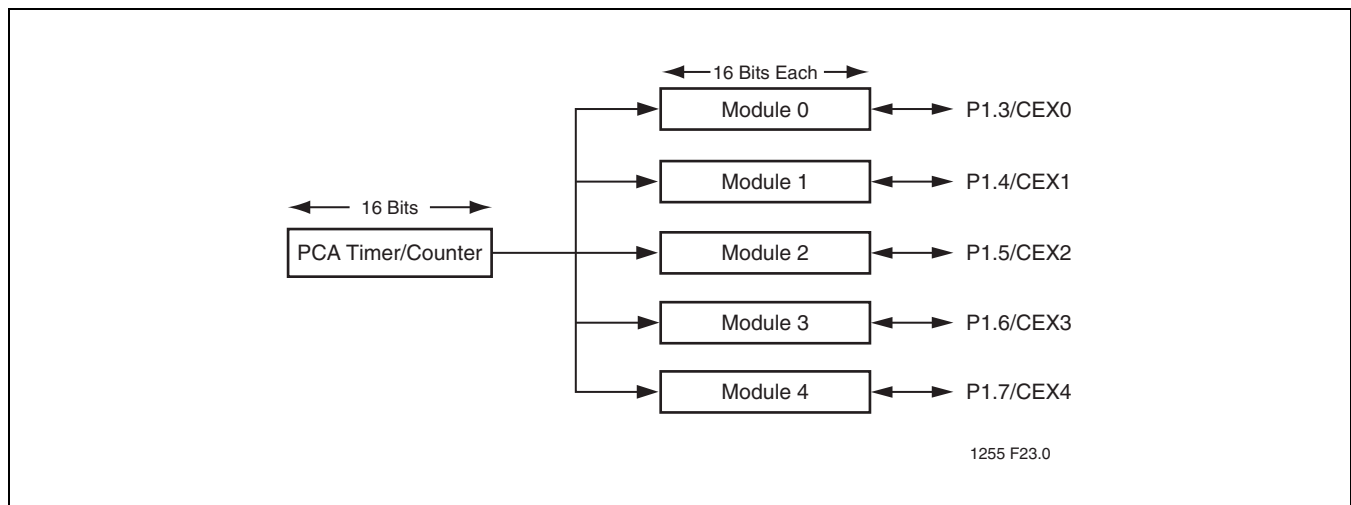 16 Bits Each
Module 0
P1.3/CEX0
Module 1
P1.4/CEX1
16 Bits
PCA Timer/Counter
Module 2
P1.5/CEX2
Module 3
P1.6/CEX3
Module 4
P1.7/CEX4
1255 F23.0